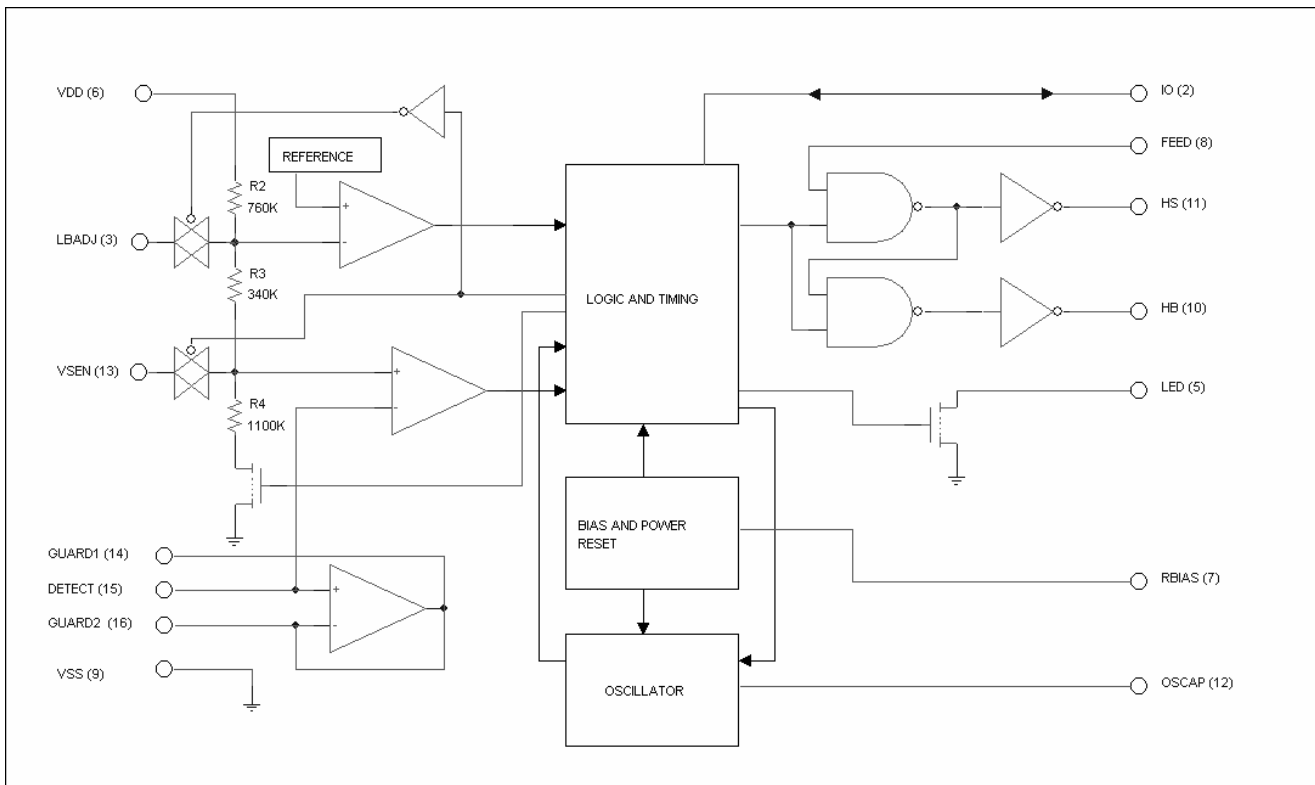 VDD (6)
IO (2)
FEED (8)
REFERENCE
R2
760K
+
HS (11)
LBADJ (3)
-
R3
340K
LOGIC AND TIMING
HB (10)
VSEN (13)
+
LED (5)
R4
1100K
-
BIAS AND POWER
RESET
GUARD1 (14)
RBIAS (7)
DETECT (15)
+
GUARD2 (16)
-
VSS (9)
OSCILLATOR
OSCAP (12)